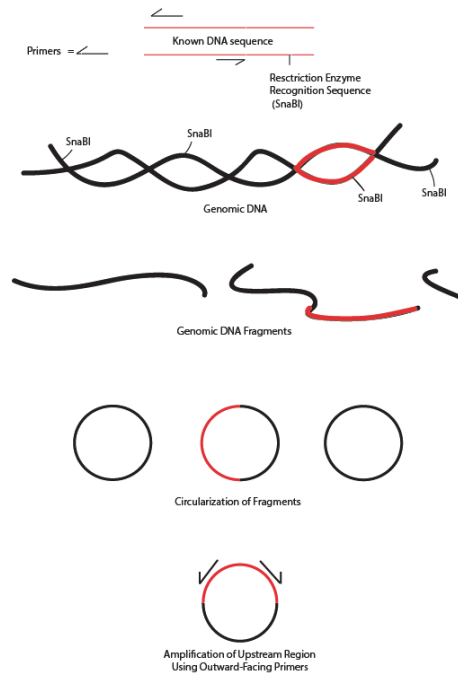 Known DNA sequence
Primers =
Resctriction Enzyme
Recognition Sequence
(SnaBI)
SnaBI
SnaBI
SnaBI
SnaBI
Genomic DNA
Genomic DNA Fragments
Circularization of Fragments
Amplification of Upstream Region
Using Outward-Facing Primers